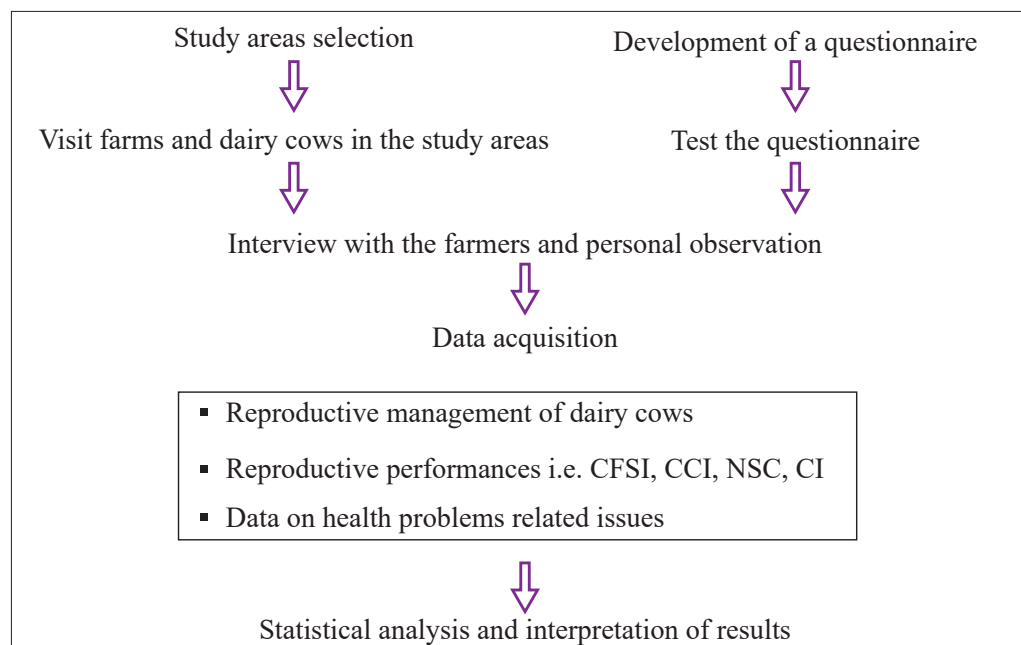 Study areas selection
Development of a questionnaire
Visit farms and dairy cows in the study areas
Test the questionnaire
Interview with the farmers and personal observation
Data acquisition
▪ Reproductive management of dairy cows
▪ Reproductive performances i.e. CFSI, CCI, NSC, CI
▪ Data on health problems related issues
Statistical analysis and interpretation of results